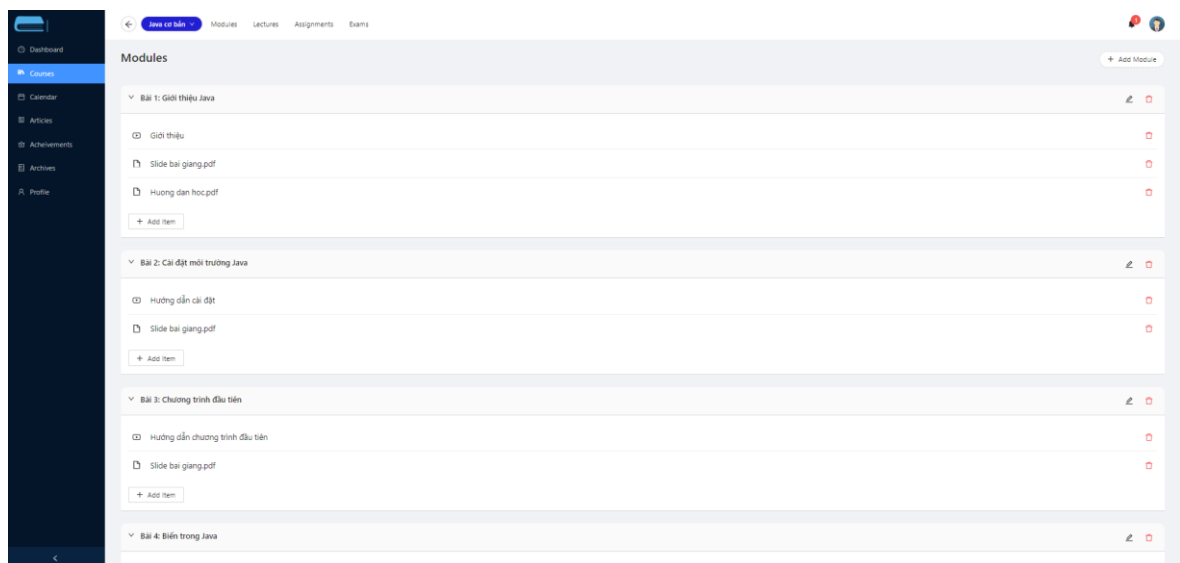 Java cơ bản Modules Lectures Assignments Exams 1
Dashboard
Courses
Calendar
Articles
Acheivements
Archives
Profile
Modules
+ Add Module
Bài 1: Giới thiệu Java
Giới thiệu
Slide bai giang.pdf
Huong dan hoc.pdf
+ Add Item
Bài 2: Cài đặt môi trường Java
Hướng dẫn cài đặt
Slide bai giang.pdf
+ Add Item
Bài 3: Chương trình đầu tiên
Hướng dẫn chương trình đầu tiên
Slide bai giang.pdf
+ Add Item
Bài 4: Biến trong Java